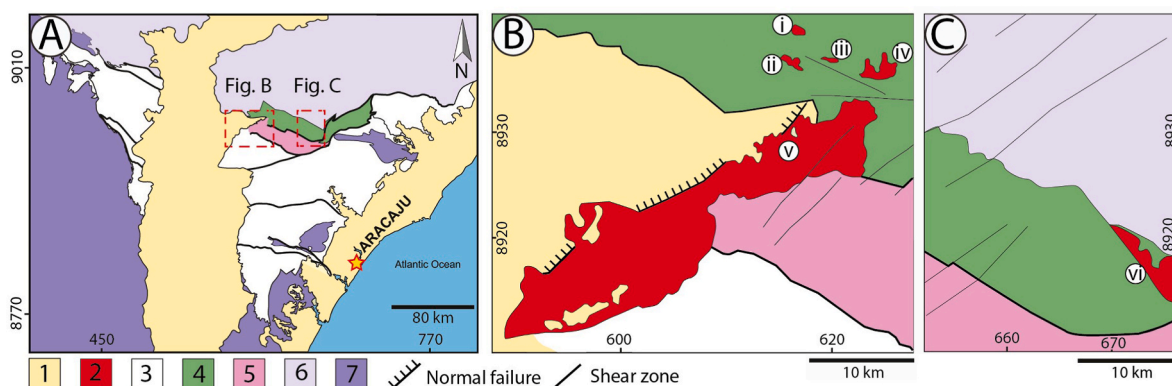 A
9010
8770
450
770
Fig. B
Fig. C
N
ARACAJU
Atlantic Ocean
80 km
B
i
ii
iii
iv
v
8930
8920
600
620
10 km
C
vi
8930
8920
660
670
10 km
1 2 3 4 5 6 7 Normal failure Shear zone